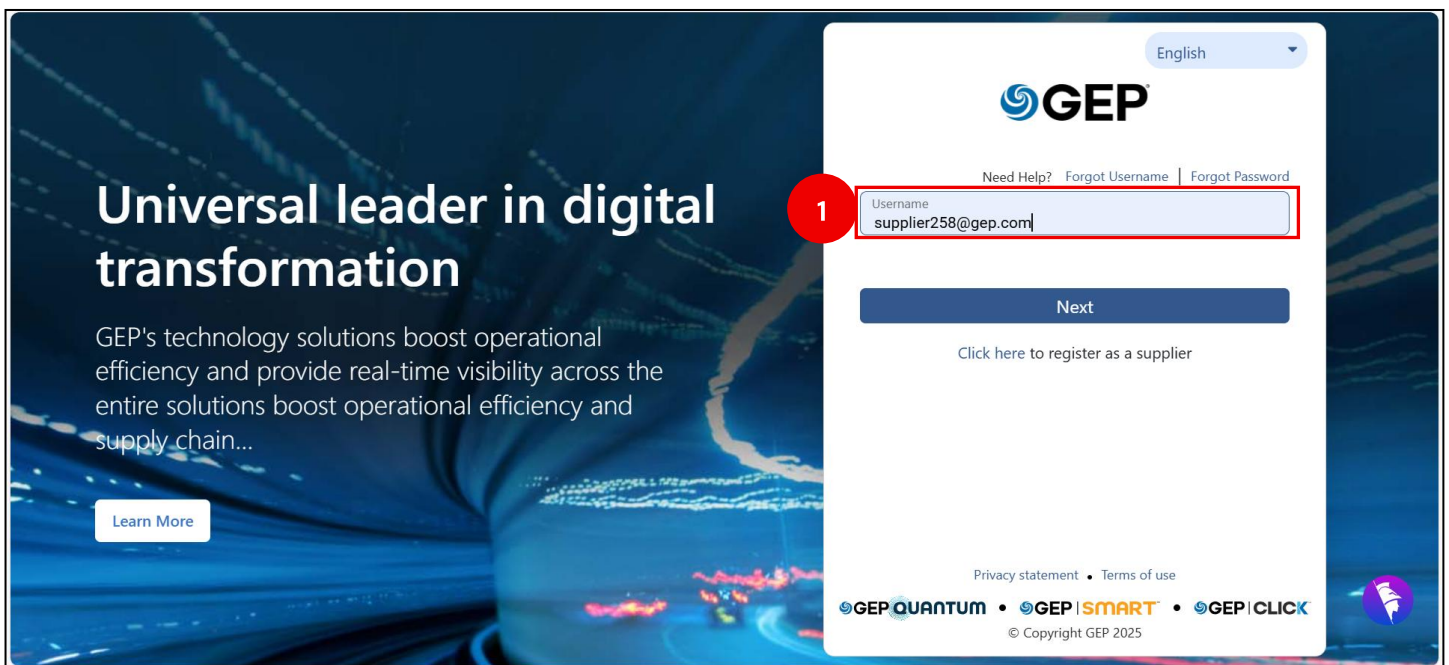 English
GEP
Need Help? Forgot Username | Forgot Password
Universal leader in digital
transformation
1
Username
supplier258@gep.com
Next
GEP's technology solutions boost operational
efficiency and provide real-time visibility across the
entire solutions boost operational efficiency and
supply chain...
Click here to register as a supplier
Learn More
Privacy statement • Terms of use
GEP QUANTUM • GEP | SMART™ • GEP | CLICK™
© Copyright GEP 2025